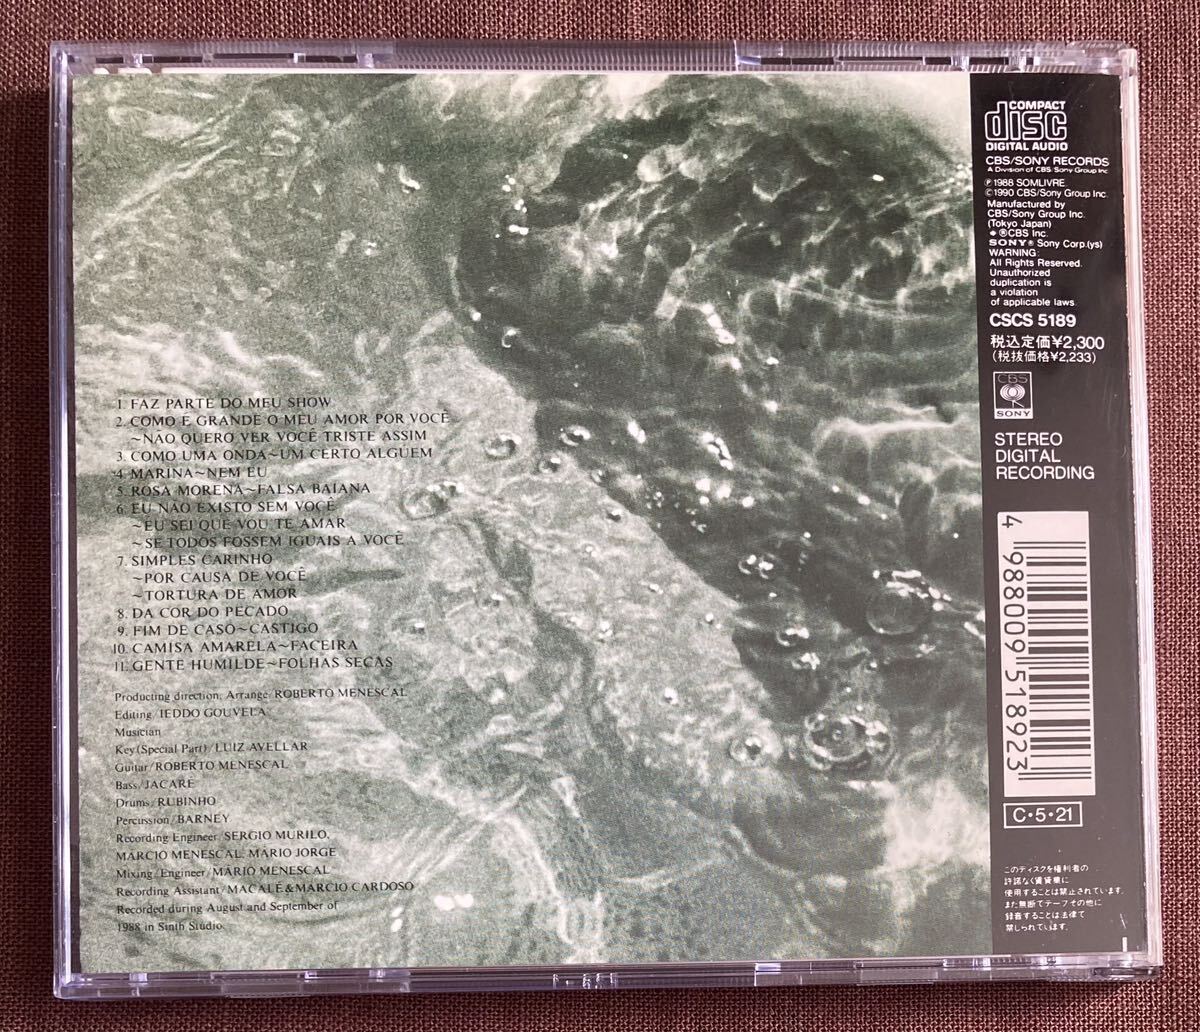 1. FAZ PARTE DO MEU SHOW
2. COMO E GRANDE O MEU AMOR POR VOCÊ
~NAO QUERO VER VOCÊ TRISTE ASSIM
3. COMO UMA ONDA~UM CERTO ALGUEM
4. MARINA~NEM EU
5. ROSA MORENA~FALSA BAIANA
6. EU NAO EXISTO SEM VOCÊ
~EU SEI QUE VOU TE AMAR
~SE TODOS FOSSEM IGUAIS A VOCÊ
7. SIMPLES CARINHO
~POR CAUSA DE VOCÊ
~TORTURA DE AMOR
8. DA COR DO PECADO
9. FIM DE CASO~CASTIGO
10. CAMISA AMARELA~FACEIRA
11. GENTE HUMILDE~FOLHAS SECAS
Producting direction, Arrange/ROBERTO MENESCAL
Editing/IEDDO GOUVELA
Musician
Key(Special Part)/LUIZ AVELLAR
Guitar/ROBERTO MENESCAL
Bass/JACARE
Drums/RUBINHO
Percussion/BARNEY
Recording Engineer/SERGIO MURILO,
MARCIO MENESCAL, MARIO JORGE
Mixing/Engineer/MARIO MENESCAL
Recording Assistant/MACALÉ&MARCIO CARDOSO
Recorded during August and September of
1988 in Sinth Studio.
COMPACT
disc
DIGITAL AUDIO
CBS/SONY RECORDS
A Division of CBS/Sony Group Inc.
℗1988 SOMLIVRE
©1990 CBS/Sony Group Inc.
Manufactured by
CBS/Sony Group Inc.
(Tokyo Japan)
®CBS Inc.
SONY® Sony Corp.(ys)
WARNING:
All Rights Reserved.
Unauthorized
duplication is
a violation
of applicable laws.
CSCS 5189
税込定価¥2,300
(税抜価格¥2,233)
CBS
SONY
STEREO
DIGITAL
RECORDING
4 988009 518923
C・5・21
このディスクを権利者の
許諾なく賃貸業に
使用することは禁止されています。
また無断でテープその他に
録音することは法律で
禁じられています。